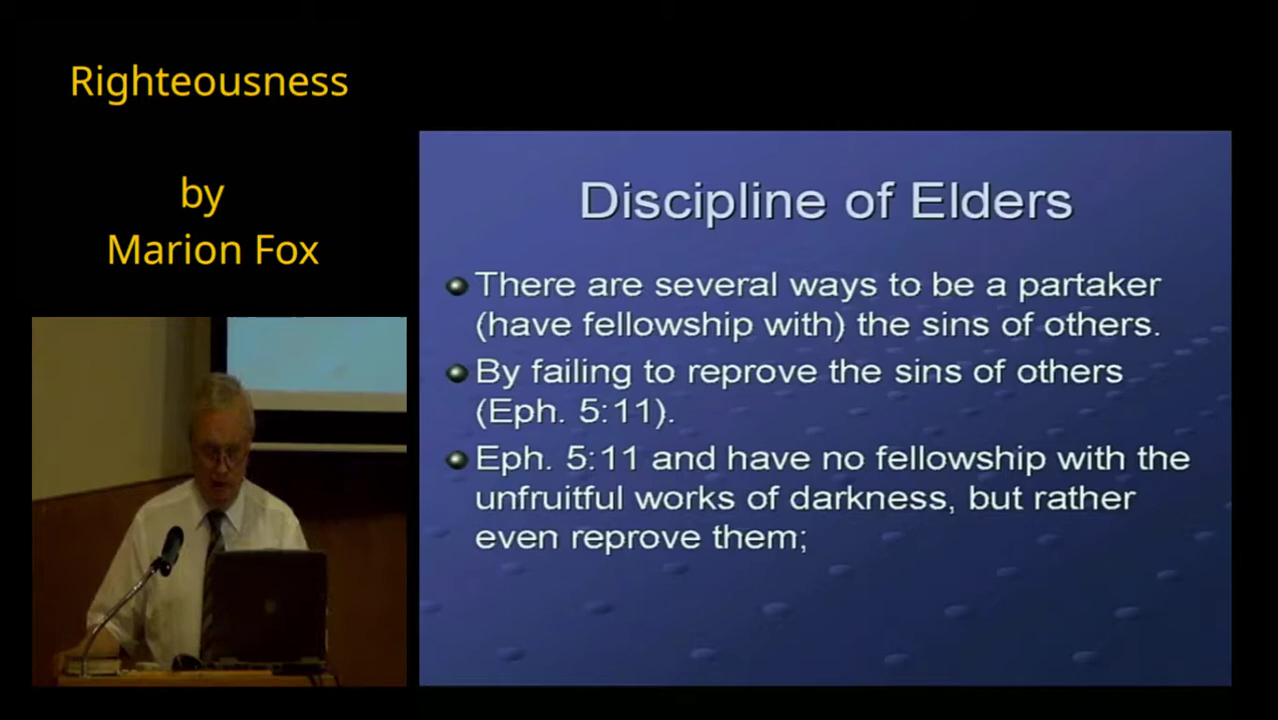 Righteousness
by
Marion Fox
Discipline of Elders
There are several ways to be a partaker
(have fellowship with) the sins of others.
By failing to reprove the sins of others
(Eph. 5:11).
Eph. 5:11 and have no fellowship with the
unfruitful works of darkness, but rather
even reprove them;